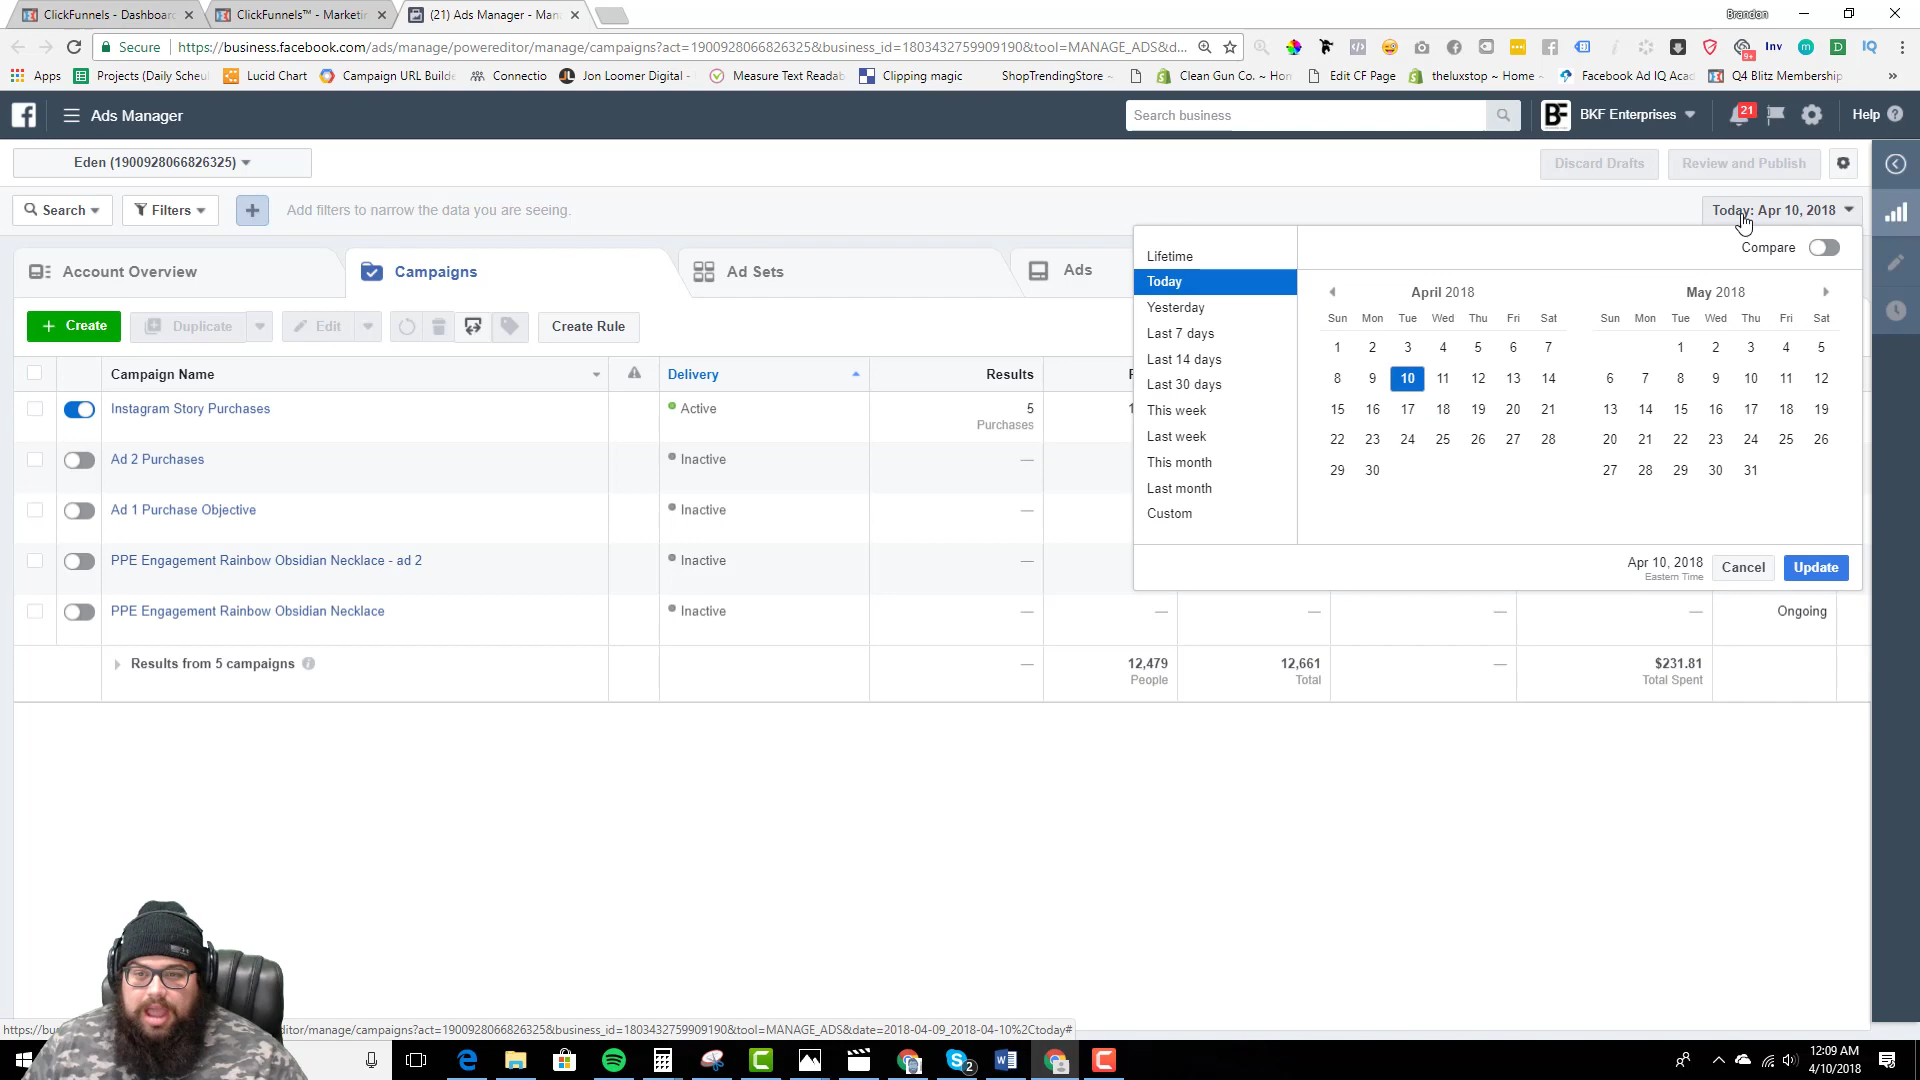 ClickFunnels - Dashboard
ClickFunnels™ - Marketin
(21) Ads Manager - Man
Brandon
Secure
https://business.facebook.com/ads/manage/powereditor/manage/campaigns?act=1900928066826325&business_id=1803432759909190&tool=MANAGE_ADS&d...
Inv
D
IQ
Apps
Projects (Daily Schedu
Lucid Chart
Campaign URL Builde
Connectio
Jon Loomer Digital -
Measure Text Readab
Clipping magic
ShopTrendingStore ~
Clean Gun Co. ~ Hom
Edit CF Page
theluxstop ~ Home ~
Facebook Ad IQ Acad
Q4 Blitz Membership
»
Ads Manager
Search business
BF
BKF Enterprises
21
Help
Eden (1900928066826325)
Discard Drafts
Review and Publish
Search
Filters
Add filters to narrow the data you are seeing.
Today: Apr 10, 2018
Account Overview
Campaigns
Ad Sets
Ads
Compare
Lifetime
Today
Yesterday
Last 7 days
Last 14 days
Last 30 days
This week
Last week
This month
Last month
Custom
April 2018
Sun Mon Tue Wed Thu Fri Sat
1 2 3 4 5 6 7
8 9 10 11 12 13 14
15 16 17 18 19 20 21
22 23 24 25 26 27 28
29 30
May 2018
Sun Mon Tue Wed Thu Fri Sat
1 2 3 4 5
6 7 8 9 10 11 12
13 14 15 16 17 18 19
20 21 22 23 24 25 26
27 28 29 30 31
Apr 10, 2018
Eastern Time
Cancel
Update
+ Create
Duplicate
Edit
Create Rule
Campaign Name
Delivery
Results
Instagram Story Purchases
Active
5
Purchases
Ad 2 Purchases
Inactive
—
Ad 1 Purchase Objective
Inactive
—
PPE Engagement Rainbow Obsidian Necklace - ad 2
Inactive
—
PPE Engagement Rainbow Obsidian Necklace
Inactive
— — — — —
Ongoing
Results from 5 campaigns
—
12,479
People
12,661
Total
—
$231.81
Total Spent
https://bu
ditor/manage/campaigns?act=1900928066826325&business_id=1803432759909190&tool=MANAGE_ADS&date=2018-04-09_2018-04-10%2Ctoday#
2
12:09 AM
4/10/2018